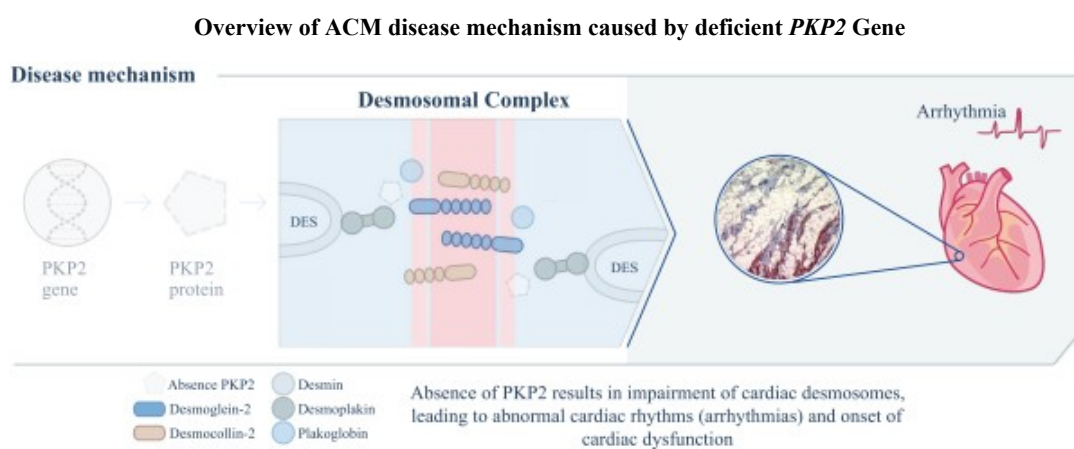 Overview of ACM disease mechanism caused by deficient PKP2 Gene
Disease mechanism
Desmosomal Complex
Arrhythmia
DES
DES
PKP2
gene
PKP2
protein
Absence PKP2
Desmin
Desmoglein-2
Desmoplakin
Desmocollin-2
Plakoglobin
Absence of PKP2 results in impairment of cardiac desmosomes,
leading to abnormal cardiac rhythms (arrhythmias) and onset of
cardiac dysfunction